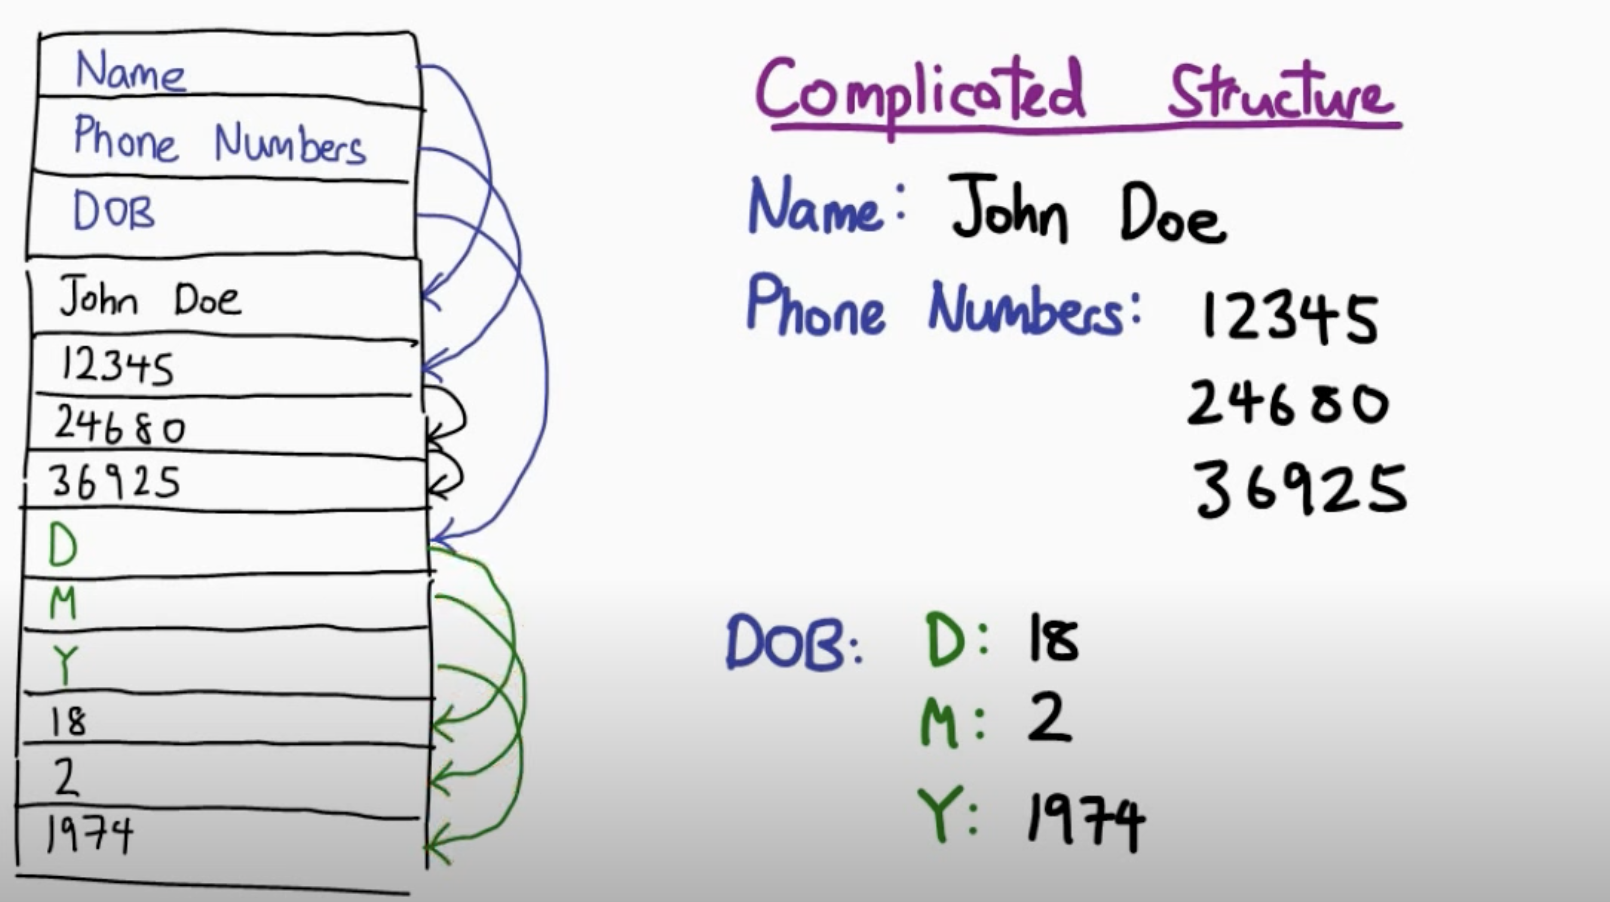 Name
Phone Numbers
DOB
John Doe
12345
24680
36925
D
M
Y
18
2
1974
Complicated Structure
Name: John Doe
Phone Numbers: 12345
24680
36925
DOB: D: 18
M: 2
Y: 1974